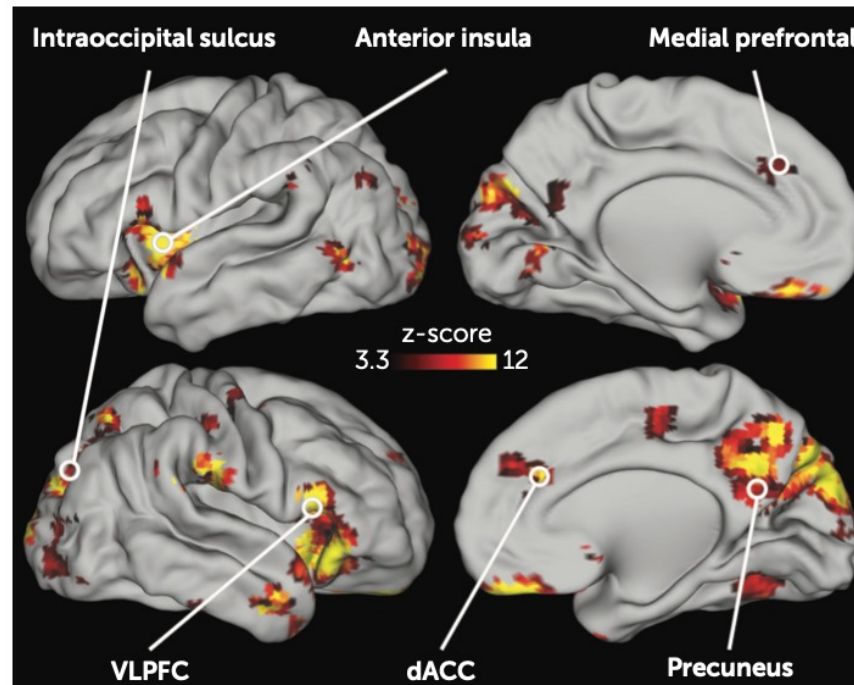 Intraoccipital sulcus
Anterior insula
Medial prefrontal
z-score
3.3 12
VLPFC
dACC
Precuneus